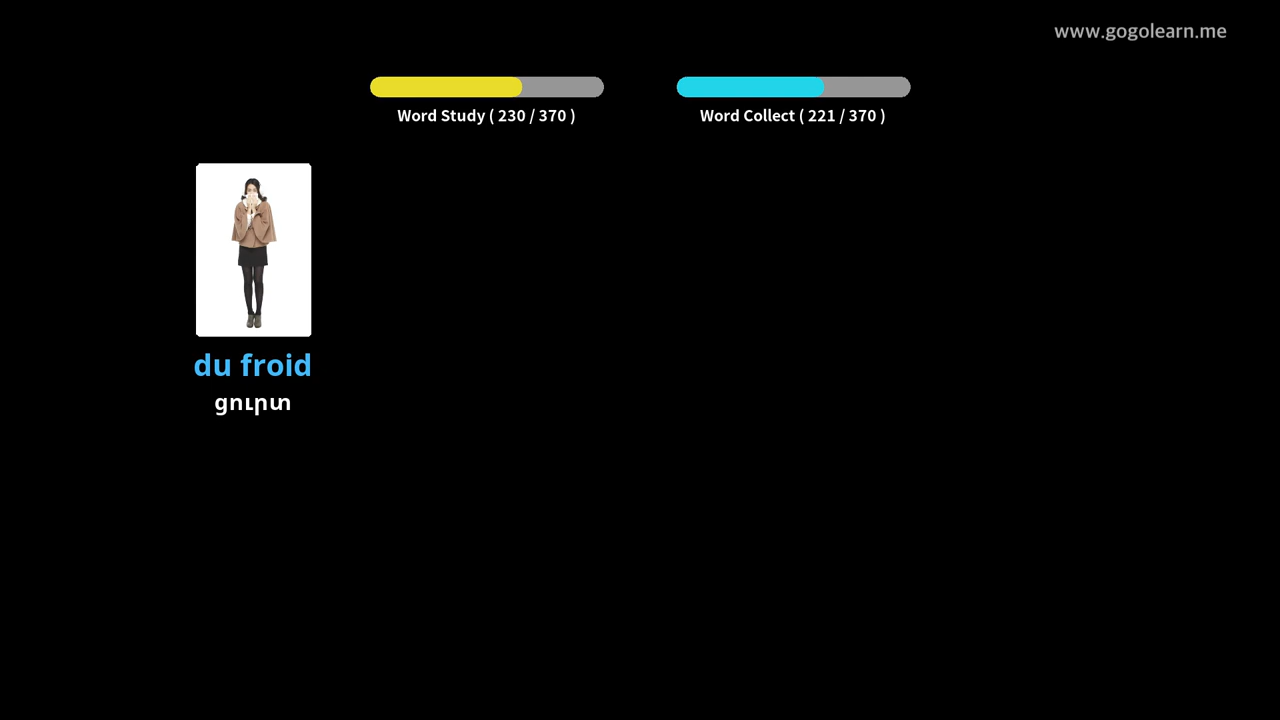 www.gogolearn.me
Word Study ( 230 / 370 )
Word Collect ( 221 / 370 )
du froid
ցուրտ